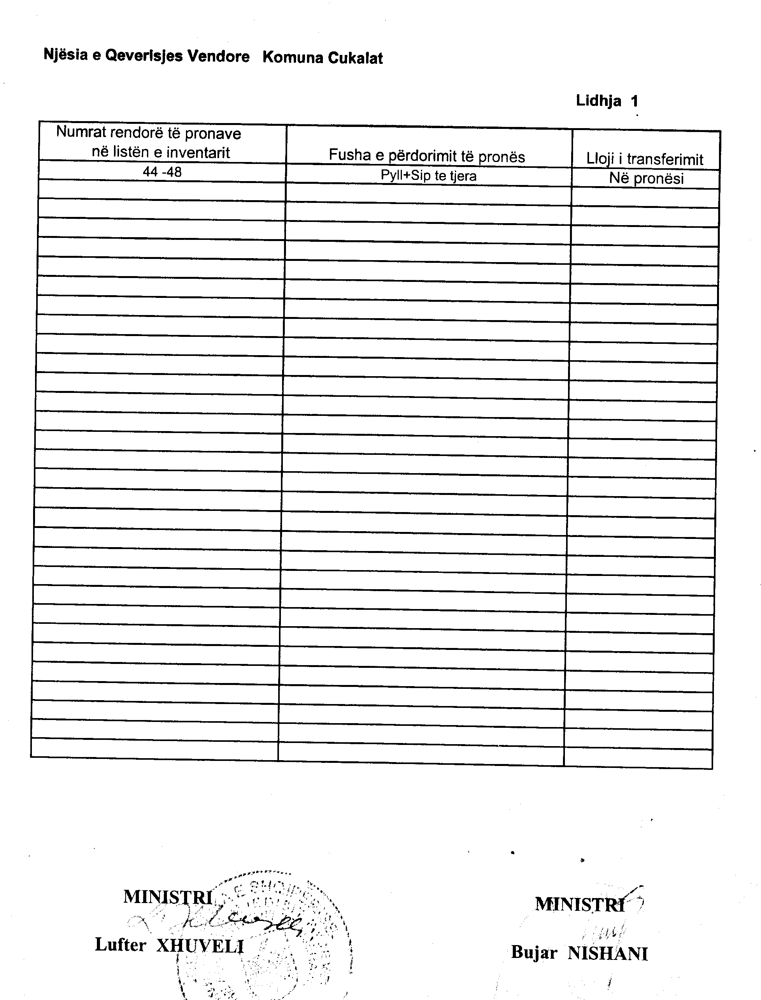 Njësia e Qeverisjes Vendore Komuna Cukalat
Lidhja 1
Numrat rendorë të pronave
në listën e inventarit
Fusha e përdorimit të pronës
Lloji i transferimit
44 -48
Pyll+Sip te tjera
Në pronësi
MINISTRI
Lufter XHUVELI
MINISTRI
Bujar NISHANI